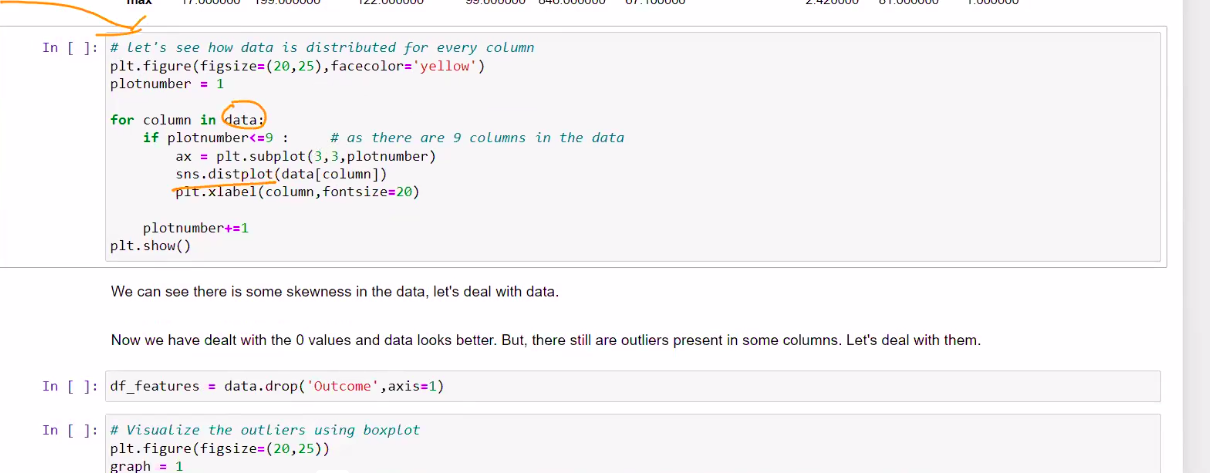 max 17.000000 199.000000 122.000000 99.000000 846.000000 67.100000 2.420000 81.000000 1.000000
In [ ]: # let's see how data is distributed for every column
plt.figure(figsize=(20,25),facecolor='yellow')
plotnumber = 1
for column in data:
if plotnumber<=9 : # as there are 9 columns in the data
ax = plt.subplot(3,3,plotnumber)
sns.distplot(data[column])
plt.xlabel(column,fontsize=20)
plotnumber+=1
plt.show()
We can see there is some skewness in the data, let's deal with data.
Now we have dealt with the 0 values and data looks better. But, there still are outliers present in some columns. Let's deal with them.
In [ ]: df_features = data.drop('Outcome',axis=1)
In [ ]: # Visualize the outliers using boxplot
plt.figure(figsize=(20,25))
graph = 1